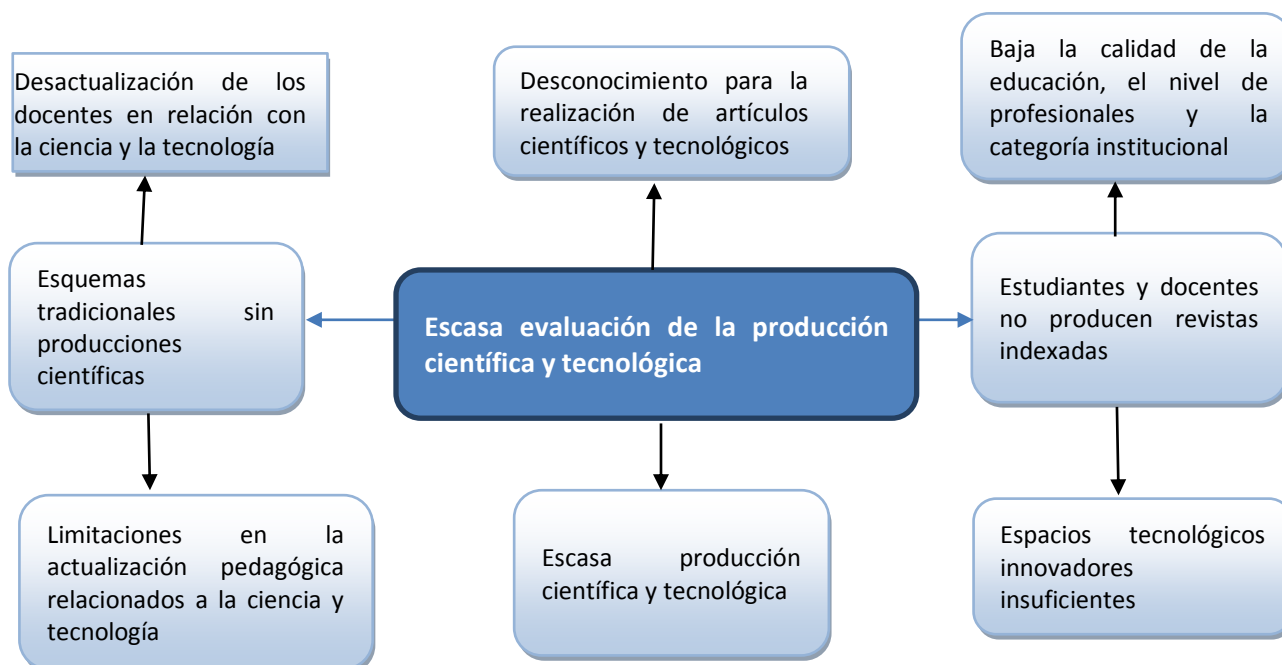 Desactualización de los
docentes en relación con
la ciencia y la tecnología
Desconocimiento para la
realización de artículos
científicos y tecnológicos
Baja la calidad de la
educación, el nivel de
profesionales y la
categoría institucional
Esquemas
tradicionales sin
producciones
científicas
Escasa evaluación de la producción
científica y tecnológica
Estudiantes y docentes
no producen revistas
indexadas
Limitaciones en la
actualización pedagógica
relacionados a la ciencia y
tecnología
Escasa producción
científica y tecnológica
Espacios tecnológicos
innovadores
insuficientes